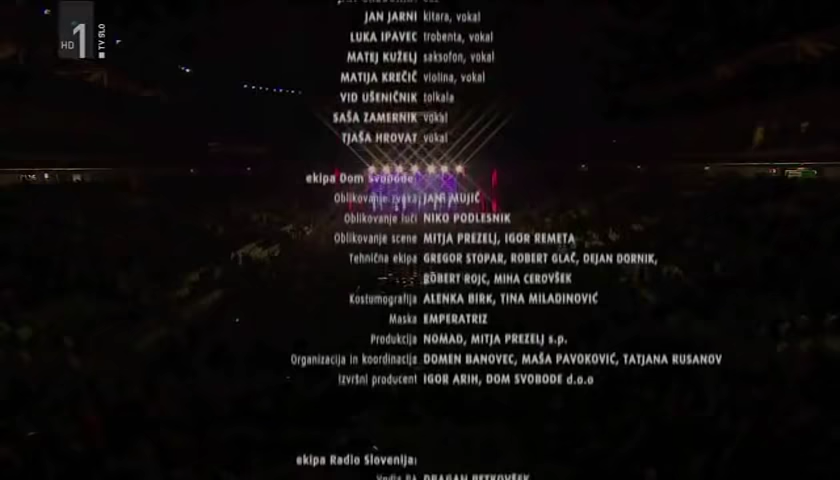 HD 1 TV SLO
JAN JARNI kitara, vokal
LUKA IPAVEC trobenta, vokal
MATEJ KUŽELJ saksofon, vokal
MATIJA KREČIČ violina, vokal
VID UŠENIČNIK tolkala
SAŠA ZAMERNIK vokal
TJAŠA HROVAT vokal
ekipa Dom Svobode:
Oblikovanje zvoka JANI MUJIČ
Oblikovanje luči NIKO PODLESNIK
Oblikovanje scene MITJA PREZELJ, IGOR REMETA
Tehnična ekipa GREGOR STOPAR, ROBERT GLAČ, DEJAN DORNIK,
ROBERT ROJC, MIHA CEROVŠEK
Kostumografija ALENKA BIRK, TINA MILADINOVIĆ
Maska EMPERATRIZ
Produkcija NOMAD, MITJA PREZELJ s.p.
Organizacija in koordinacija DOMEN BANOVEC, MAŠA PAVOKOVIĆ, TATJANA RUSANOV
Izvršni producent IGOR ARIH, DOM SVOBODE d.o.o
ekipa Radio Slovenija:
DRAGAN PETKOVŠEK